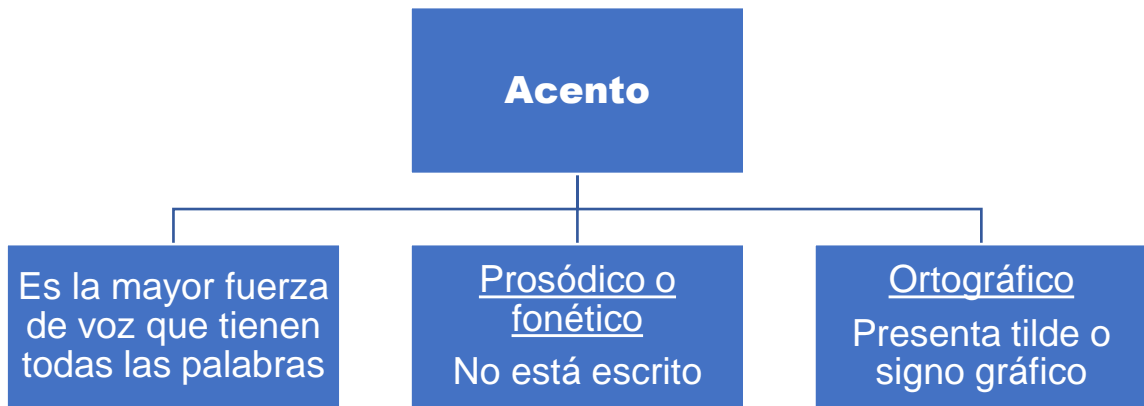 Acento
Es la mayor fuerza
de voz que tienen
todas las palabras
Prosódico o
fonético
No está escrito
Ortográfico
Presenta tilde o
signo gráfico